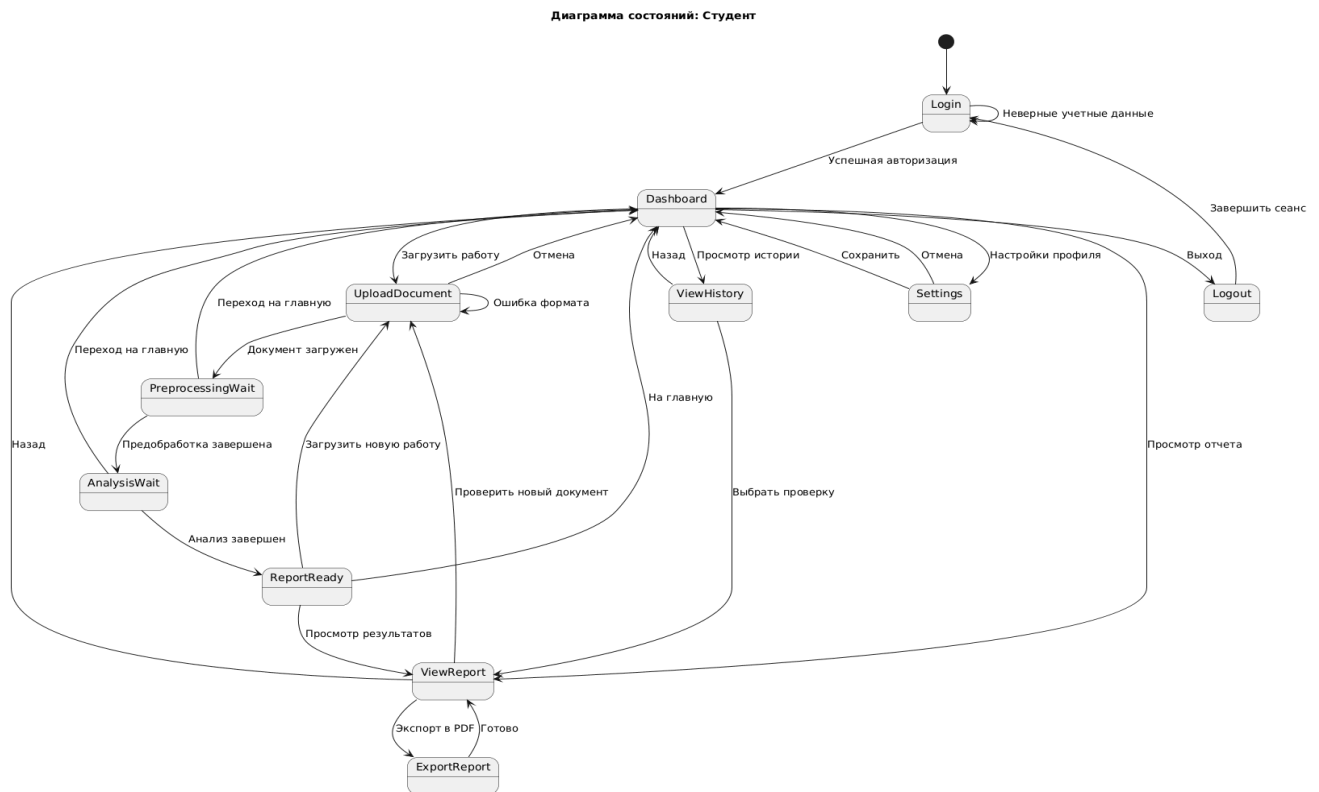 Диаграмма состояний: Студент
Login
Неверные учетные данные
Успешная авторизация
Dashboard
Завершить сеанс
Загрузить работу
Отмена
Назад
Просмотр истории
Сохранить
Отмена
Настройки профиля
Выход
UploadDocument
Ошибка формата
ViewHistory
Settings
Logout
Переход на главную
Переход на главную
Документ загружен
PreprocessingWait
На главную
Назад
Предобработка завершена
Загрузить новую работу
Просмотр отчета
AnalysisWait
Проверить новый документ
Выбрать проверку
Анализ завершен
ReportReady
Просмотр результатов
ViewReport
Экспорт в PDF
Готово
ExportReport